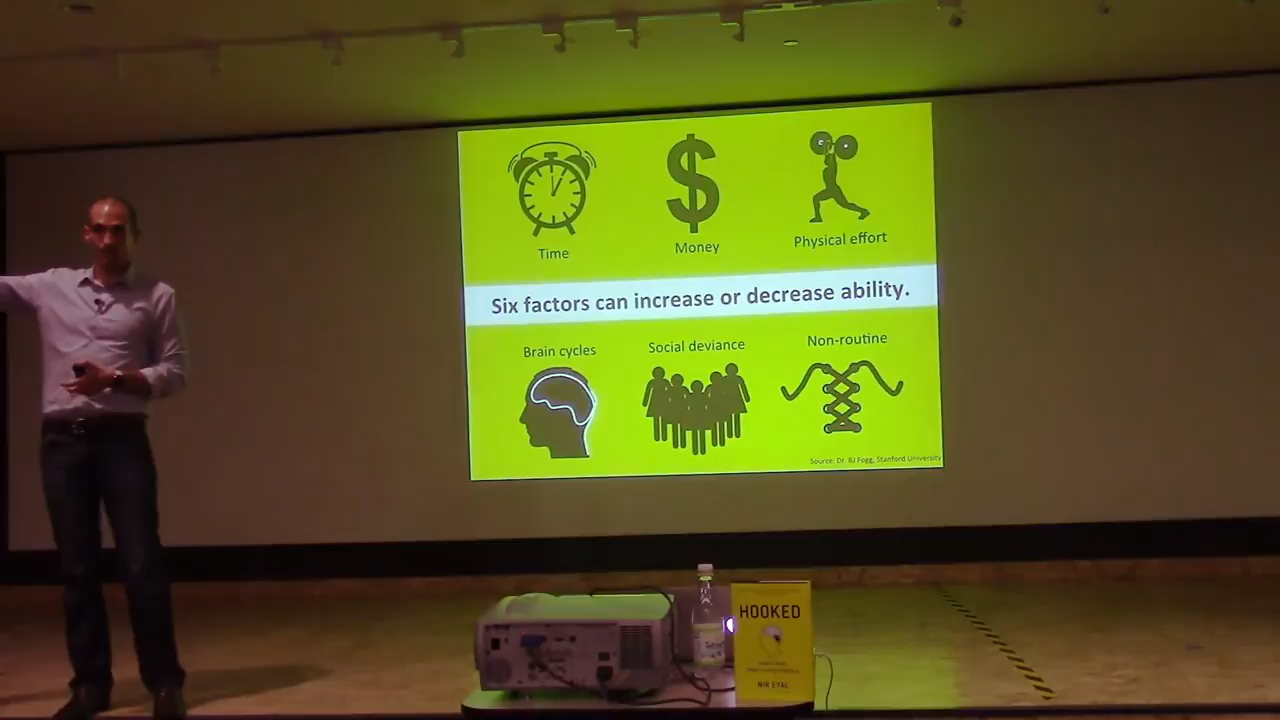 Time
Money
Physical effort
Six factors can increase or decrease ability.
Brain cycles
Social deviance
Non-routine
Source: Dr. BJ Fogg, Stanford University
HOOKED
NIR EYAL